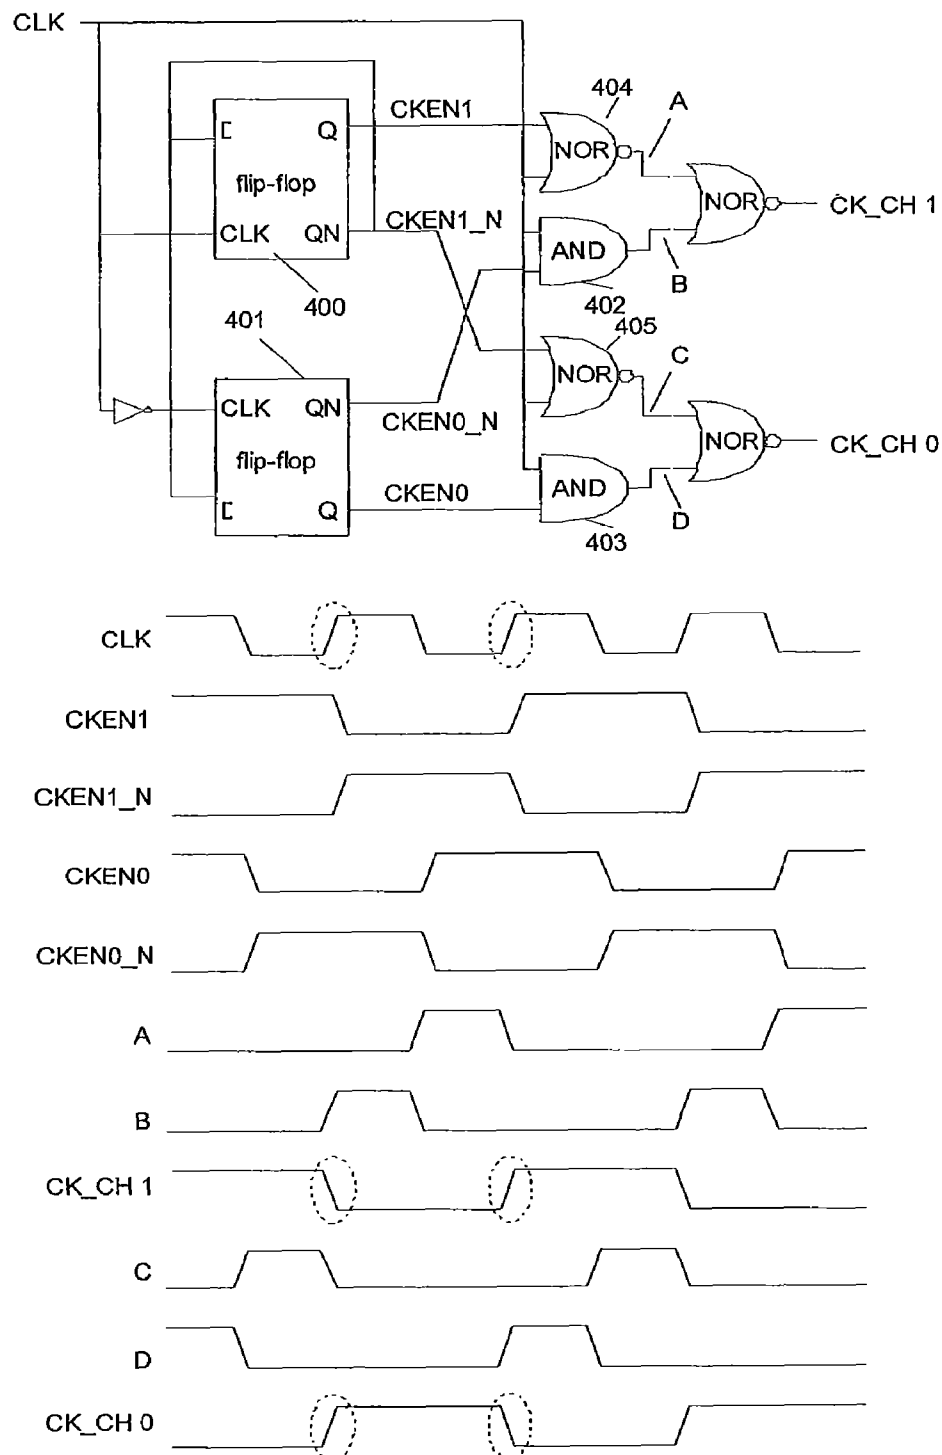 CLK
404
A
CKEN1
[ Q
NOR
flip-flop
NOR
CK_CH 1
CKEN1_N
CLK QN
AND
B
400
402
401
405
C
CLK QN
NOR
CKEN0_N
NOR
CK_CH 0
flip-flop
CKEN0
AND
[ Q
D
403
CLK
CKEN1
CKEN1_N
CKEN0
CKEN0_N
A
B
CK_CH 1
C
D
CK_CH 0